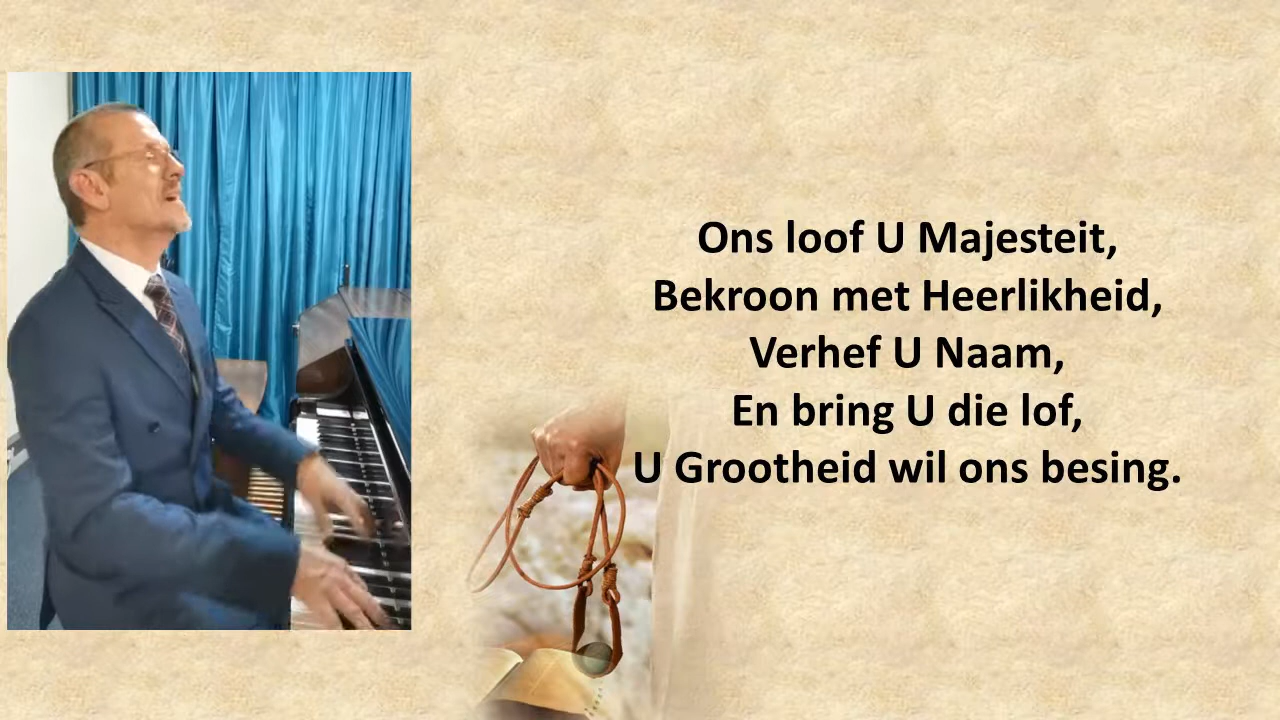 Ons loof U Majesteit,
Bekroon met Heerlikheid,
Verhef U Naam,
En bring U die lof,
U Grootheid wil ons besing.